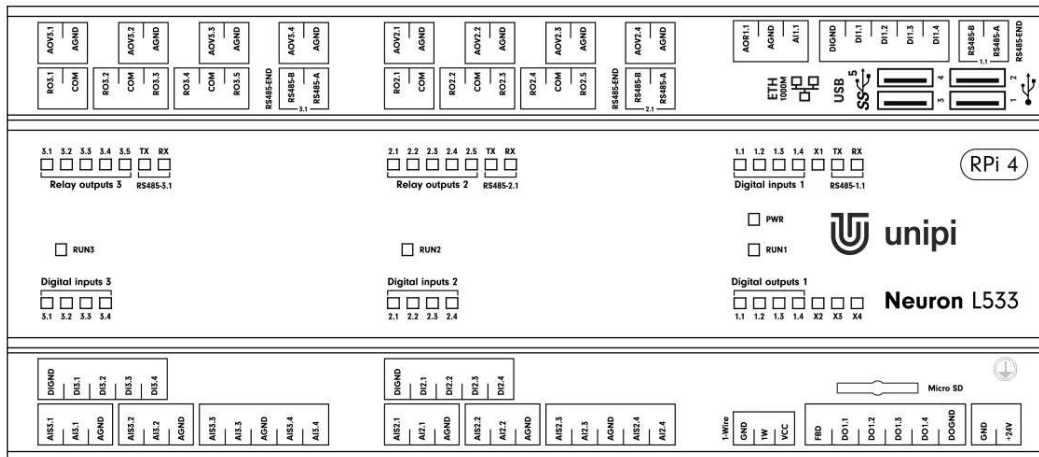 AOV3.1 AGND AOV3.2 AGND AOV3.3 AGND AOV3.4 AGND AOV2.1 AGND AOV2.2 AGND AOV2.3 AGND AOV2.4 AGND AOR1.1 AGND AI1.1 DIGND DI1.1 DI1.2 DI1.3 DI1.4 RS485-B RS485-A RS485-END
1.1
RO3.1 COM RO3.2 COM RO3.3 RO3.4 COM RO3.5 RS485-END RS485-B RS485-A RO2.1 COM RO2.2 COM RO2.3 RO2.4 COM RO2.5 RS485-END RS485-B RS485-A ETH 100DM USB SS 5 4 3 2 1
3.1 2.1
3.1 3.2 3.3 3.4 3.5 TX RX 2.1 2.2 2.3 2.4 2.5 TX RX 1.1 1.2 1.3 1.4 X1 TX RX
RPi 4
Relay outputs 3 RS485-3.1 Relay outputs 2 RS485-2.1 Digital inputs 1 RS485-1.1
PWR
unipi
RUN3 RUN2 RUN1
Digital inputs 3 Digital inputs 2 Digital outputs 1
Neuron L533
3.1 3.2 3.3 3.4 2.1 2.2 2.3 2.4 1.1 1.2 1.3 1.4 X2 X3 X4
DIGND DI3.1 DI3.2 DI3.3 DI3.4 DIGND DI2.1 DI2.2 DI2.3 DI2.4
Micro SD
AIS3.1 AI3.1 AGND AIS3.2 AI3.2 AGND AIS3.3 AI3.3 AGND AIS3.4 AI3.4 AIS2.1 AI2.1 AGND AIS2.2 AI2.2 AGND AIS2.3 AI2.3 AGND AIS2.4 AI2.4 1-Wire GND 1W VCC FBD DO1.1 DO1.2 DO1.3 DO1.4 DOGND GND +24V